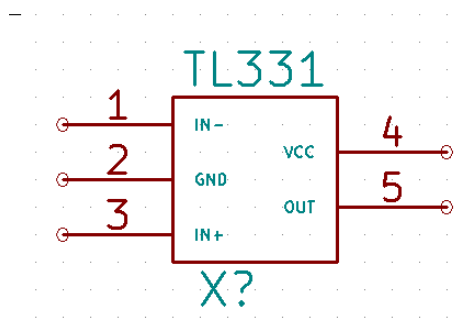 TL331
1 IN-
VCC 4
2 GND
OUT 5
3 IN+
X?